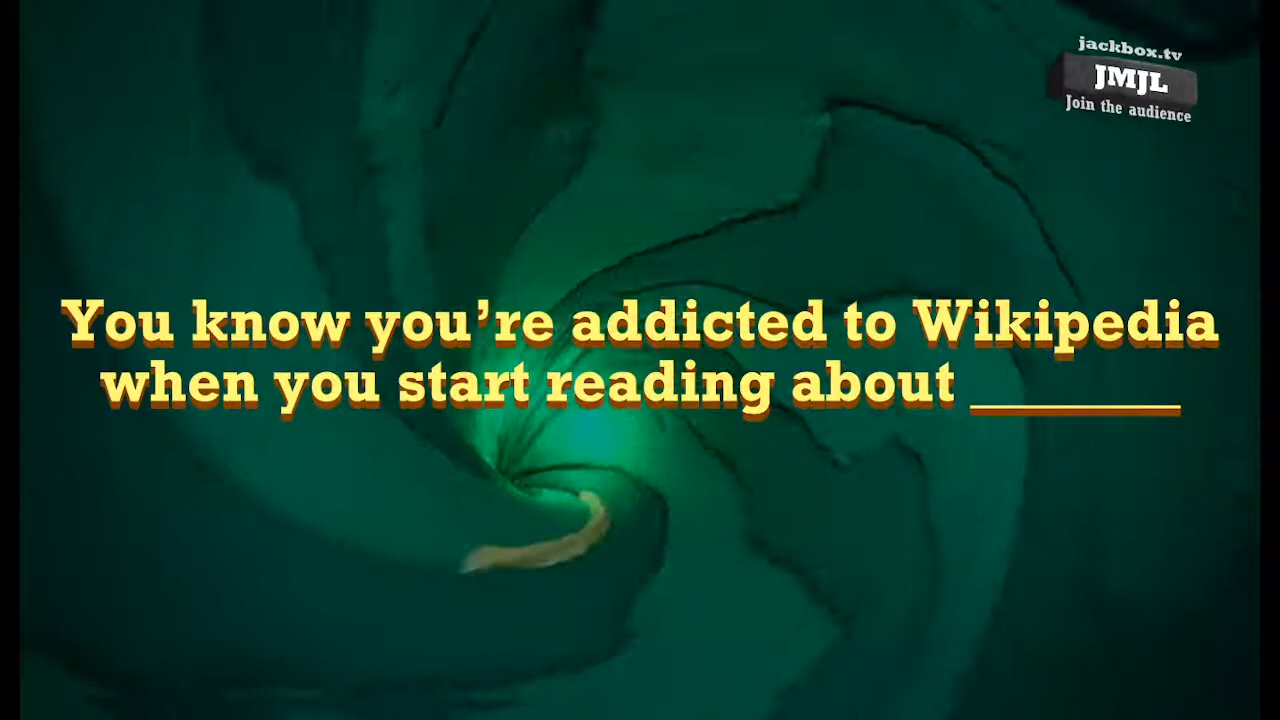 jackbox.tv
JMJL
Join the audience
You know you’re addicted to Wikipedia
when you start reading about ________